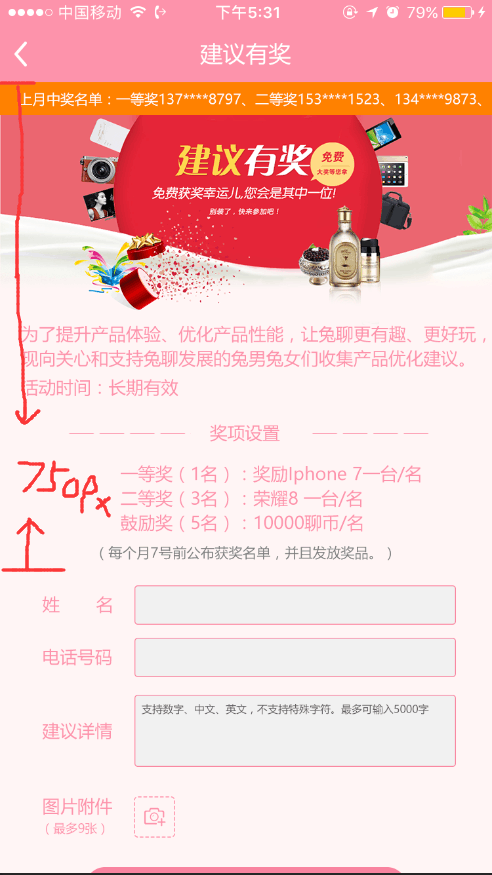 中国移动 下午5:31 79%
建议有奖
上月中奖名单：一等奖137****8797、二等奖153****1523、134****9873、
建议有奖
免费
大奖等您拿
免费获奖幸运儿,您会是其中一位!
别装了，快来参加吧！
为了提升产品体验、优化产品性能，让兔聊更有趣、更好玩，
现向关心和支持兔聊发展的兔男兔女们收集产品优化建议。
活动时间：长期有效
奖项设置
750px
一等奖（1名）：奖励Iphone 7一台/名
二等奖（3名）：荣耀8 一台/名
鼓励奖（5名）：10000聊币/名
（每个月7号前公布获奖名单，并且发放奖品。）
姓 名
电话号码
建议详情
支持数字、中文、英文，不支持特殊字符。最多可输入5000字
图片附件
（最多9张）